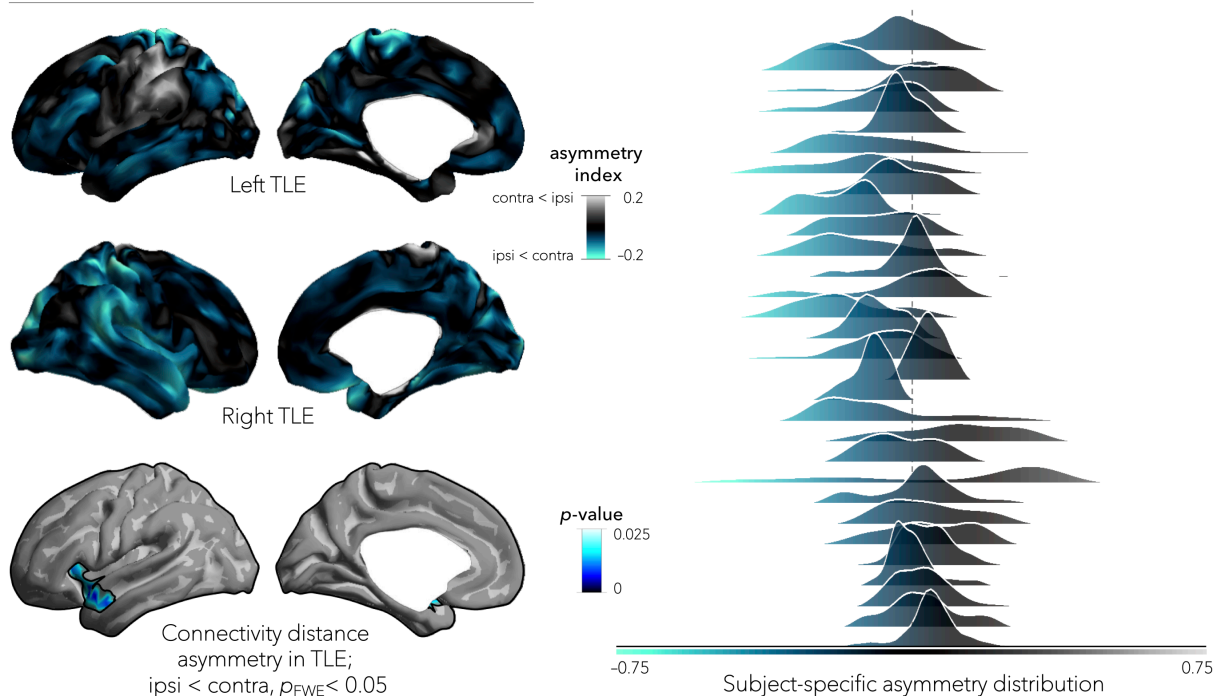 Left TLE
asymmetry
index
contra < ipsi
0.2
ipsi < contra
−0.2
Right TLE
p-value
0.025
0
Connectivity distance
asymmetry in TLE;
ipsi < contra, pFWE< 0.05
-0.75
0.75
Subject-specific asymmetry distribution